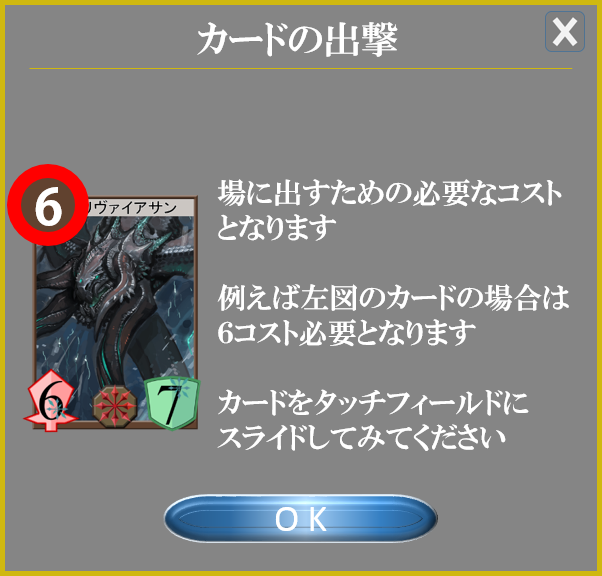 カードの出撃
X
6
リヴァイアサン
場に出すための必要なコスト
となります
例えば左図のカードの場合は
6コスト必要となります
カードをタッチフィールドに
スライドしてみてください
6
7
OK